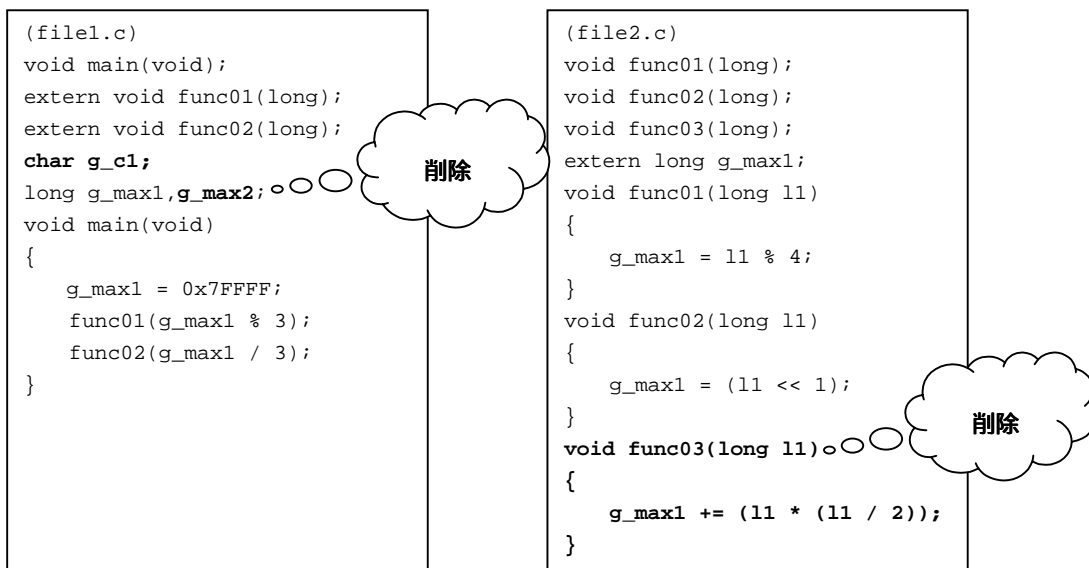 (file1.c)
void main(void);
extern void func01(long);
extern void func02(long);
char g_c1;
long g_max1,g_max2;
void main(void)
{
g_max1 = 0x7FFFF;
func01(g_max1 % 3);
func02(g_max1 / 3);
}
削除
(file2.c)
void func01(long);
void func02(long);
void func03(long);
extern long g_max1;
void func01(long l1)
{
g_max1 = l1 % 4;
}
void func02(long l1)
{
g_max1 = (l1 << 1);
}
void func03(long l1)
{
g_max1 += (l1 * (l1 / 2));
}
削除